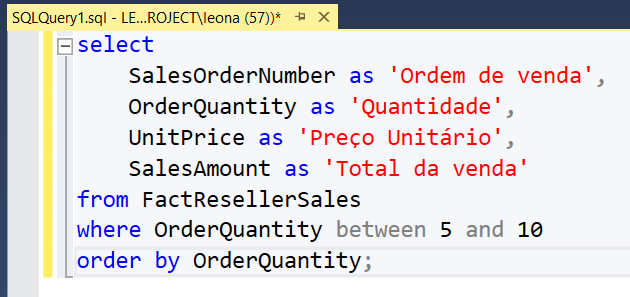 SQLQuery1.sql - LE...ROJECT\leona (57))*
select
SalesOrderNumber as 'Ordem de venda',
OrderQuantity as 'Quantidade',
UnitPrice as 'Preço Unitário',
SalesAmount as 'Total da venda'
from FactResellerSales
where OrderQuantity between 5 and 10
order by OrderQuantity;